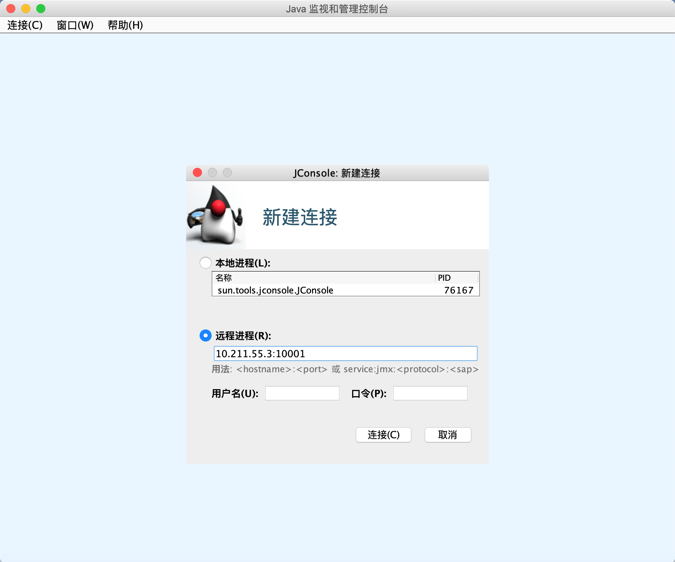 Java 监视和管理控制台
连接(C) 窗口(W) 帮助(H)
JConsole: 新建连接
新建连接
本地进程(L):
名称 PID
sun.tools.jconsole.JConsole 76167
远程进程(R):
10.211.55.3:10001
用法: <hostname>:<port> 或 service:jmx:<protocol>:<sap>
用户名(U): 口令(P):
连接(C) 取消